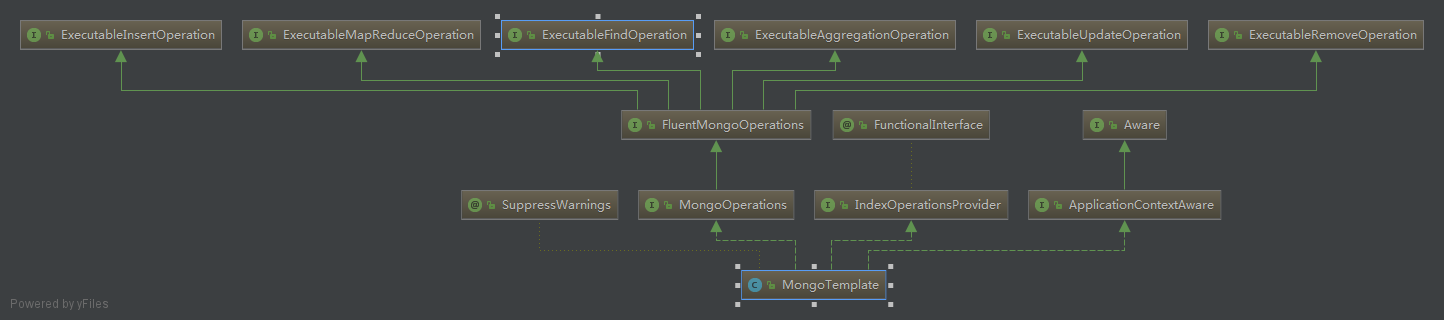 ExecutableInsertOperation
ExecutableMapReduceOperation
ExecutableFindOperation
ExecutableAggregationOperation
ExecutableUpdateOperation
ExecutableRemoveOperation
FluentMongoOperations
FunctionalInterface
Aware
SuppressWarnings
MongoOperations
IndexOperationsProvider
ApplicationContextAware
MongoTemplate
Powered by yFiles